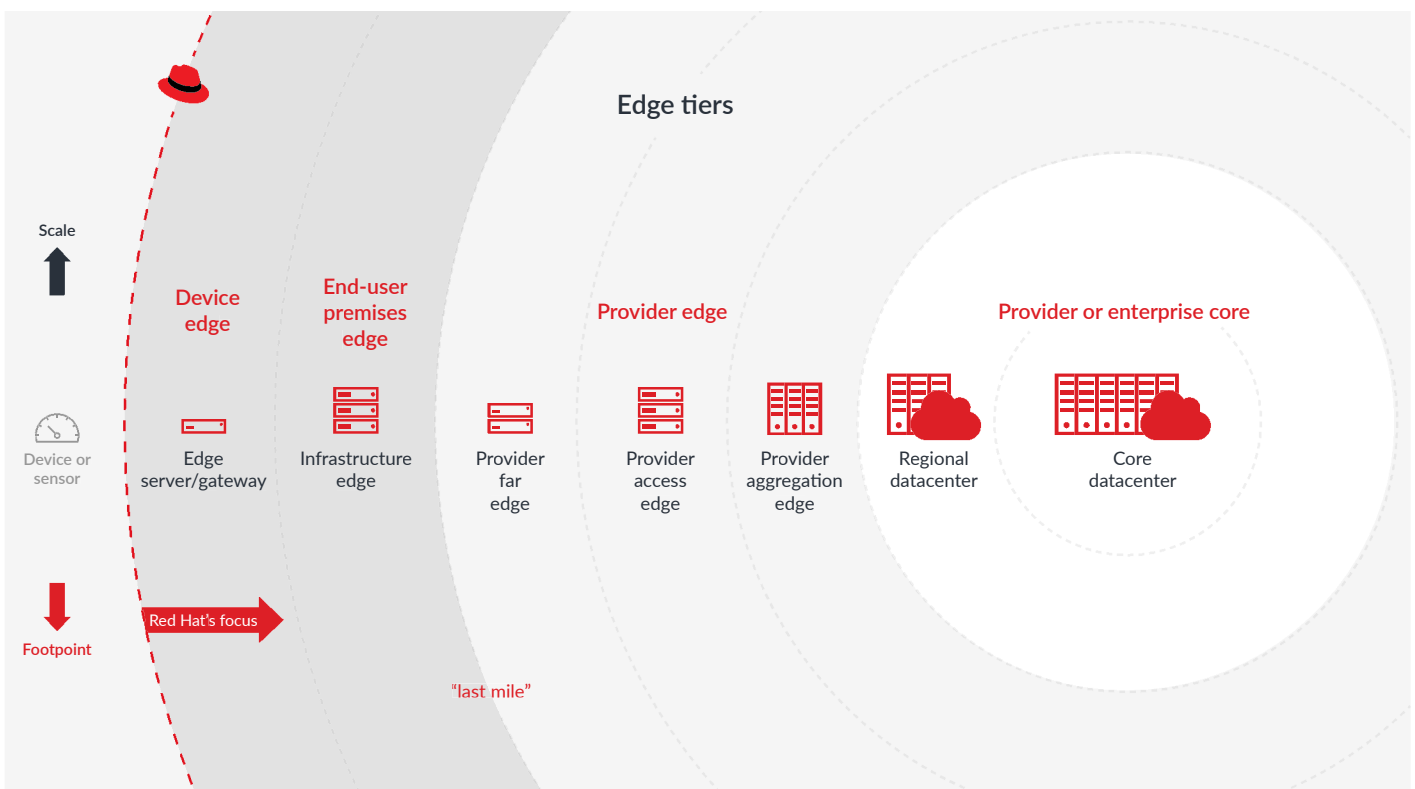 Edge tiers
Scale
Device
edge
End-user
premises
edge
Provider edge
Provider or enterprise core
Device or
sensor
Edge
server/gateway
Infrastructure
edge
Provider
far
edge
Provider
access
edge
Provider
aggregation
edge
Regional
datacenter
Core
datacenter
Red Hat's focus
Footpoint
“last mile”